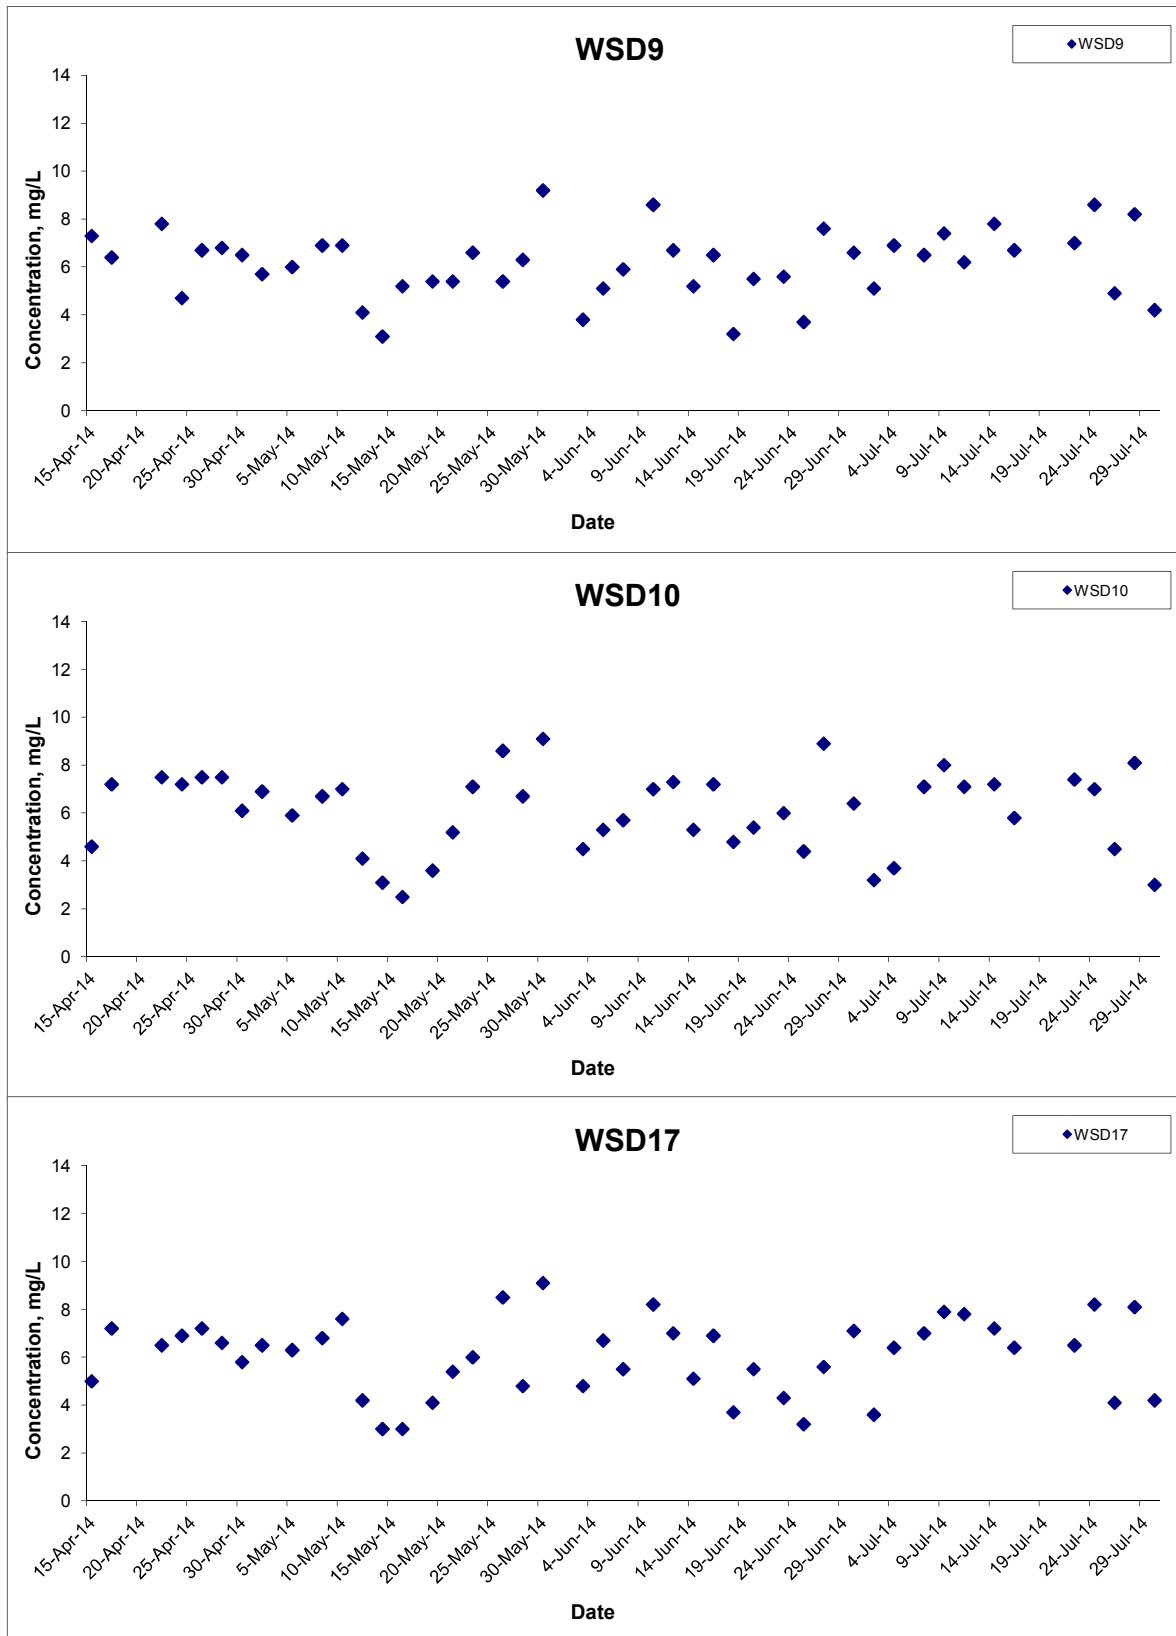 WSD9
WSD9
Concentration, mg/L
14
12
10
8
6
4
2
0
15-Apr-14
20-Apr-14
25-Apr-14
30-Apr-14
5-May-14
10-May-14
15-May-14
20-May-14
25-May-14
30-May-14
4-Jun-14
9-Jun-14
14-Jun-14
19-Jun-14
24-Jun-14
29-Jun-14
4-Jul-14
9-Jul-14
14-Jul-14
19-Jul-14
24-Jul-14
29-Jul-14
Date
WSD10
WSD10
Concentration, mg/L
14
12
10
8
6
4
2
0
15-Apr-14
20-Apr-14
25-Apr-14
30-Apr-14
5-May-14
10-May-14
15-May-14
20-May-14
25-May-14
30-May-14
4-Jun-14
9-Jun-14
14-Jun-14
19-Jun-14
24-Jun-14
29-Jun-14
4-Jul-14
9-Jul-14
14-Jul-14
19-Jul-14
24-Jul-14
29-Jul-14
Date
WSD17
WSD17
Concentration, mg/L
14
12
10
8
6
4
2
0
15-Apr-14
20-Apr-14
25-Apr-14
30-Apr-14
5-May-14
10-May-14
15-May-14
20-May-14
25-May-14
30-May-14
4-Jun-14
9-Jun-14
14-Jun-14
19-Jun-14
24-Jun-14
29-Jun-14
4-Jul-14
9-Jul-14
14-Jul-14
19-Jul-14
24-Jul-14
29-Jul-14
Date